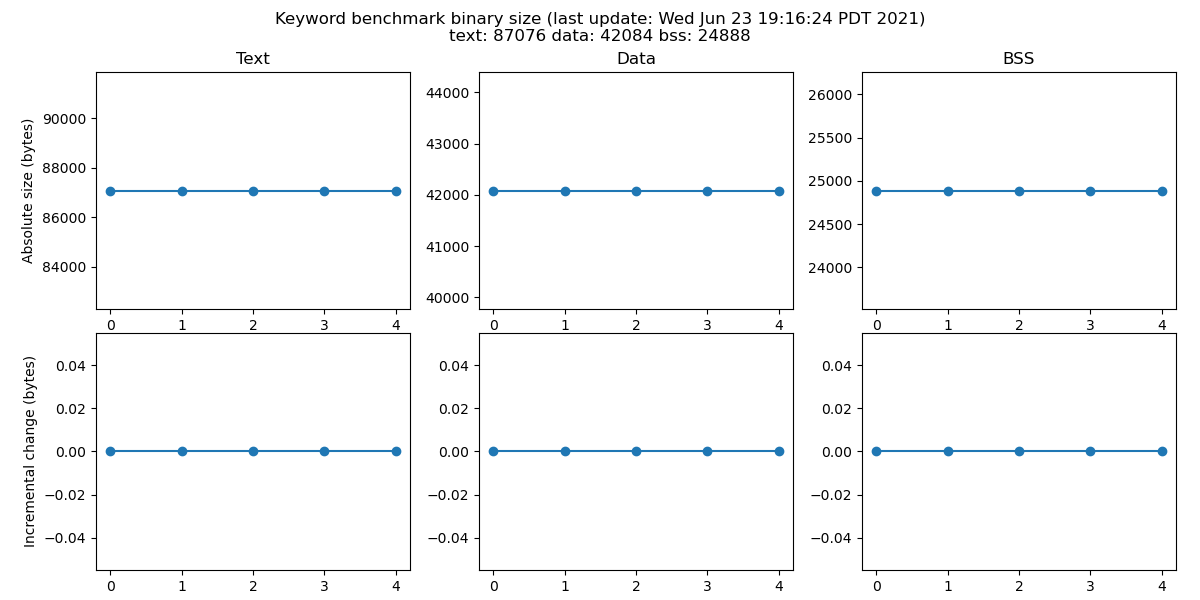 Keyword benchmark binary size (last update: Wed Jun 23 19:16:24 PDT 2021)
text: 87076 data: 42084 bss: 24888
Text
Absolute size (bytes)
90000
88000
86000
84000
0 1 2 3 4
Data
44000
43000
42000
41000
40000
0 1 2 3 4
BSS
26000
25500
25000
24500
24000
0 1 2 3 4
Incremental change (bytes)
0.04
0.02
0.00
−0.02
−0.04
0 1 2 3 4
0.04
0.02
0.00
−0.02
−0.04
0 1 2 3 4
0.04
0.02
0.00
−0.02
−0.04
0 1 2 3 4